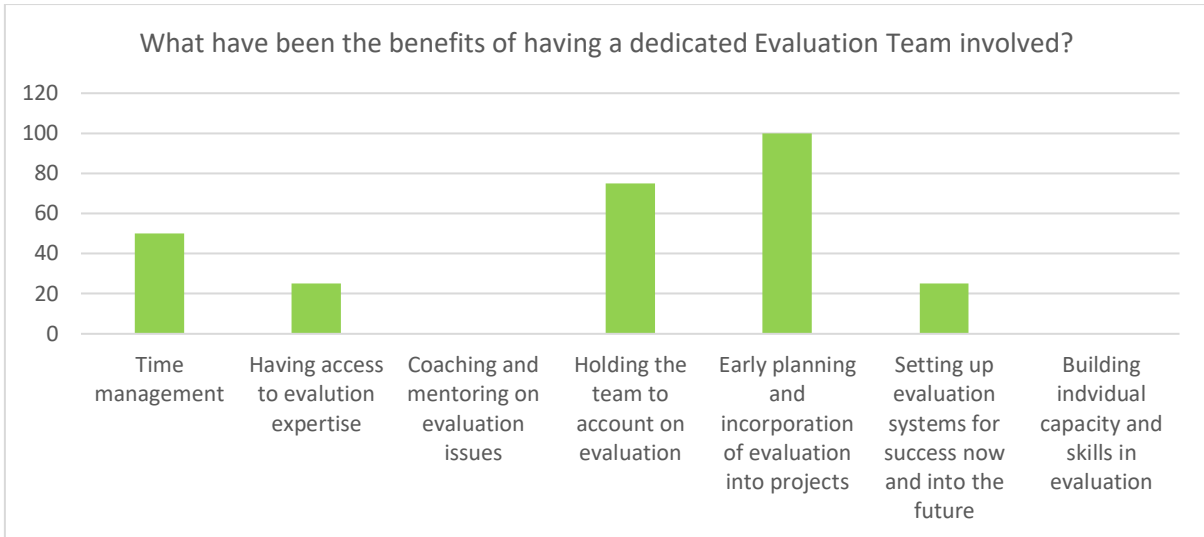 What have been the benefits of having a dedicated Evaluation Team involved?
120
100
80
60
40
20
0
Time
management
Having access
to evalution
expertise
Coaching and
mentoring on
evaluation
issues
Holding the
team to
account on
evaluation
Early planning
and
incorporation
of evaluation
into projects
Setting up
evaluation
systems for
success now
and into the
future
Building
indvidual
capacity and
skills in
evaluation